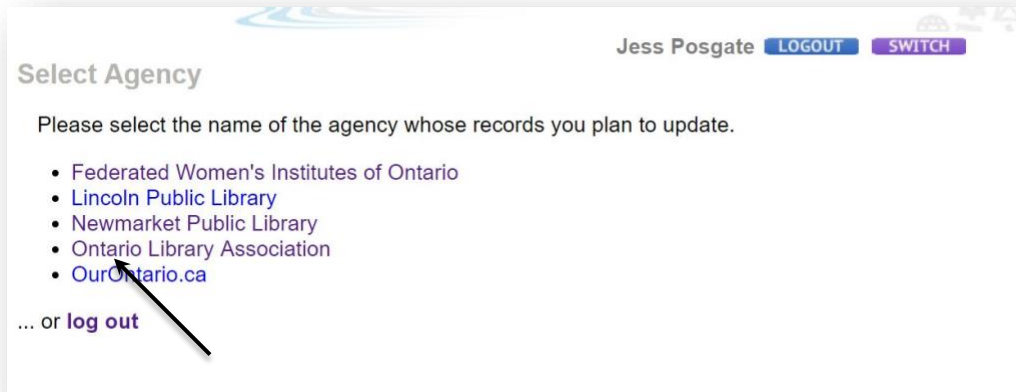 Jess Posgate LOGOUT SWITCH
Select Agency
Please select the name of the agency whose records you plan to update.
• Federated Women's Institutes of Ontario
• Lincoln Public Library
• Newmarket Public Library
• Ontario Library Association
• OurOntario.ca
... or log out